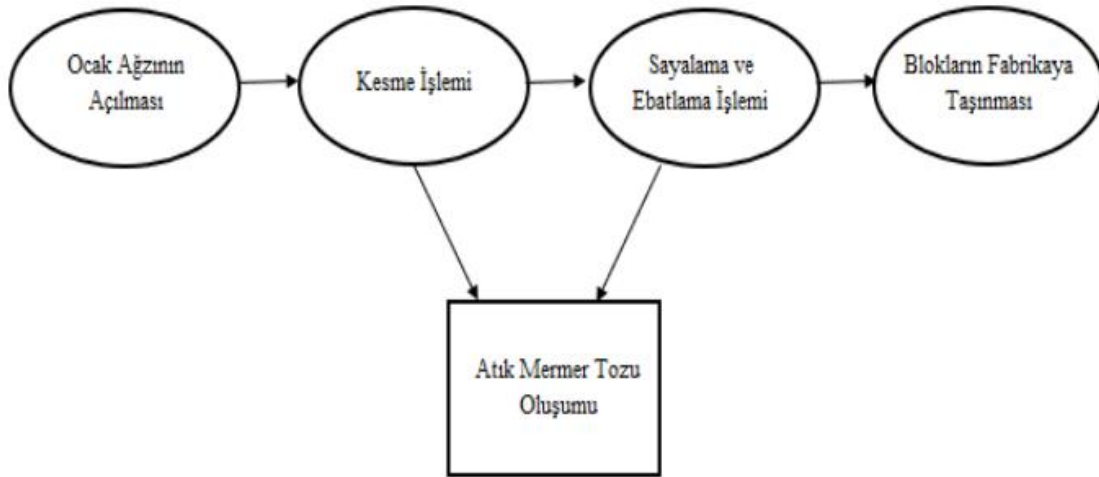 Ocak Ağzının
Açılması
Kesme İşlemi
Sayalama ve
Ebatlama İşlemi
Blokların Fabrikaya
Taşınması
Atık Mermer Tozu
Oluşumu